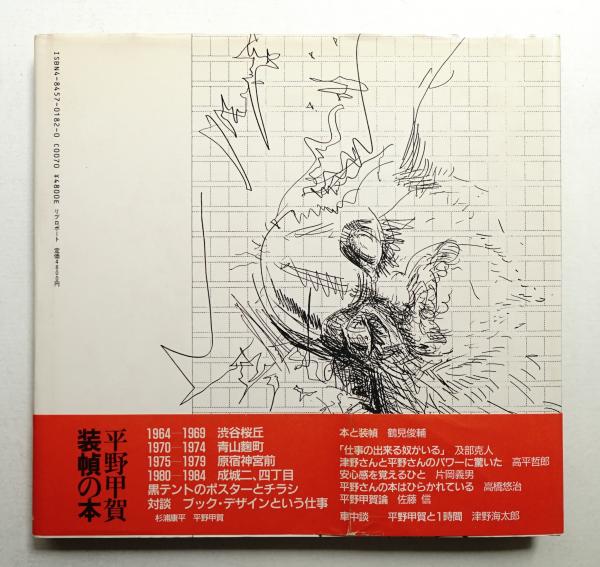 ISBN4-8457-0182-0 C0070 ¥4800E リブロポート 定価4800円
平野甲賀
装幀の本
1964—1969 渋谷桜丘
1970—1974 青山麹町
1975—1979 原宿神宮前
1980—1984 成城二、四丁目
黒テントのポスターとチラシ
対談 ブック・デザインという仕事
杉浦康平 平野甲賀
本と装幀 鶴見俊輔
「仕事の出来る奴がいる」 及部克人
津野さんと平野さんのパワーに驚いた 高平哲郎
安心感を覚えるひと 片岡義男
平野さんの本はひらかれている 高橋悠治
平野甲賀論 佐藤信
車中談——平野甲賀と1時間 津野海太郎